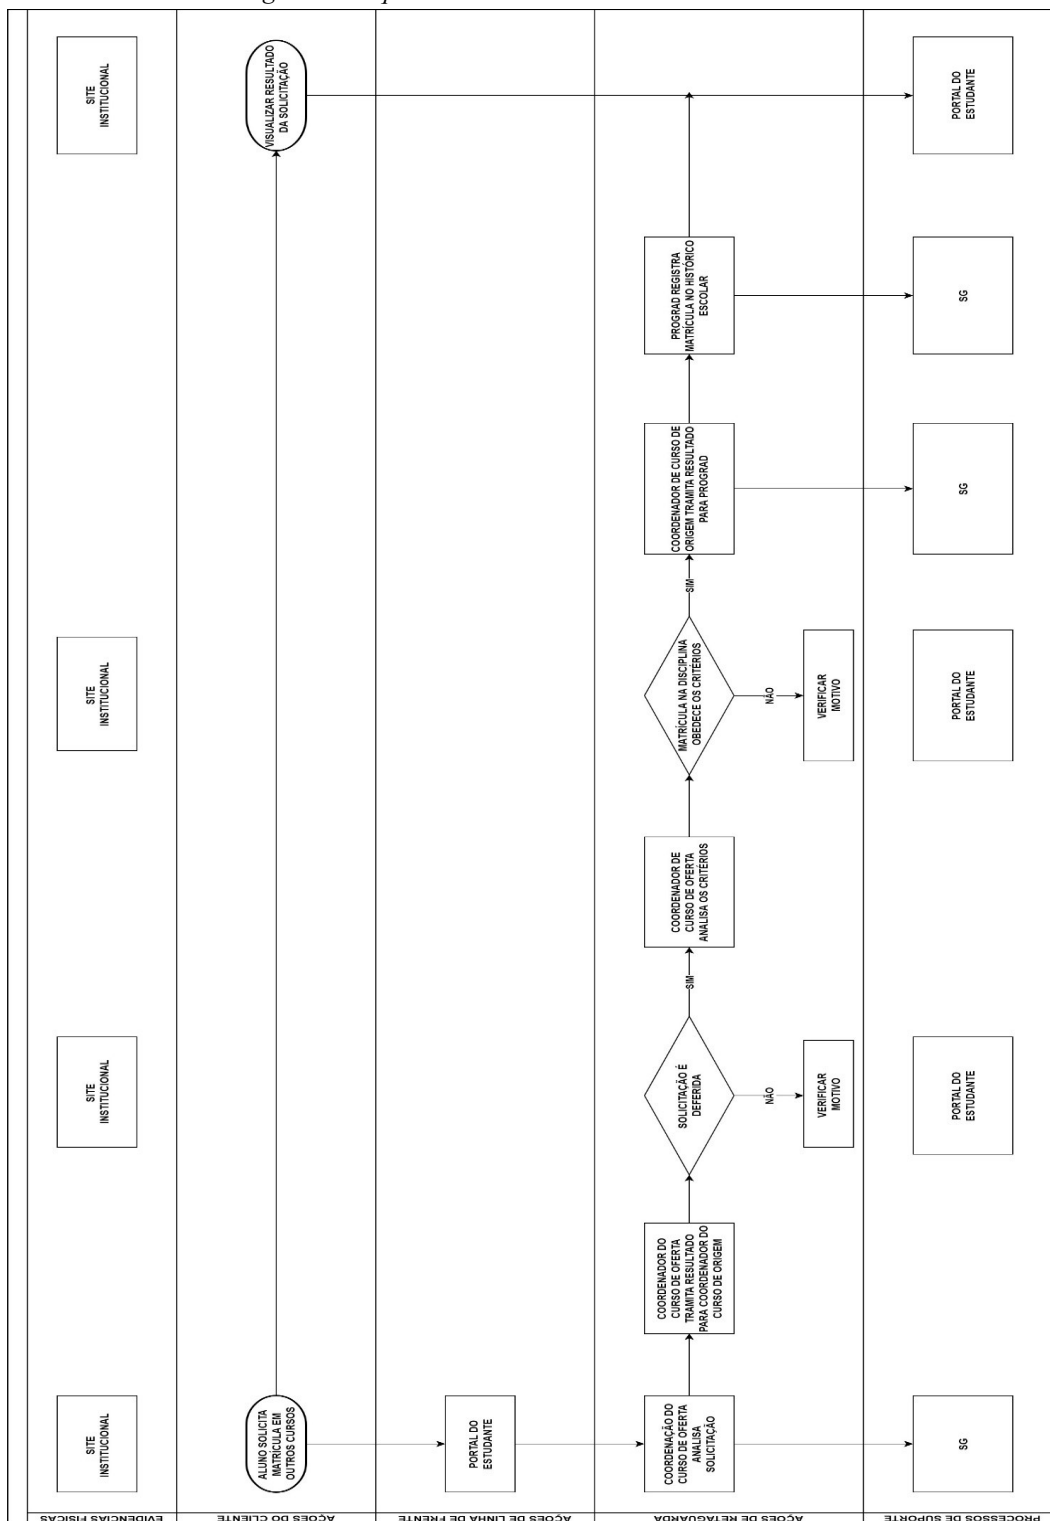 EVIDÊNCIAS FÍSICAS
SITE
INSTITUCIONAL
SITE
INSTITUCIONAL
SITE
INSTITUCIONAL
SITE
INSTITUCIONAL
AÇÕES DO CLIENTE
ALUNO SOLICITA
MATRÍCULA EM
OUTROS CURSOS
VISUALIZAR RESULTADO
DA SOLICITAÇÃO
AÇÕES DE LINHA DE FRENTE
PORTAL DO
ESTUDANTE
AÇÕES DE RETAGUARDA
COORDENAÇÃO DO
CURSO DE OFERTA
ANALISA
SOLICITAÇÃO
COORDENADOR DO
CURSO DE OFERTA
TRAMITA RESULTADO
PARA COORDENADOR DO
CURSO DE ORIGEM
SOLICITAÇÃO É
DEFERIDA
SIM
NÃO
VERIFICAR
MOTIVO
COORDENADOR DE
CURSO DE OFERTA
ANALISA OS CRITÉRIOS
MATRÍCULA NA DISCIPLINA
OBEDECE OS CRITÉRIOS
SIM
NÃO
VERIFICAR
MOTIVO
COORDENADOR DE CURSO DE
ORIGEM TRAMITA RESULTADO
PARA PROGRAD
PROGRAD REGISTRA
MATRÍCULA NO HISTÓRICO
ESCOLAR
PROCESSOS DE SUPORTE
SG
PORTAL DO
ESTUDANTE
PORTAL DO
ESTUDANTE
SG
SG
PORTAL DO
ESTUDANTE